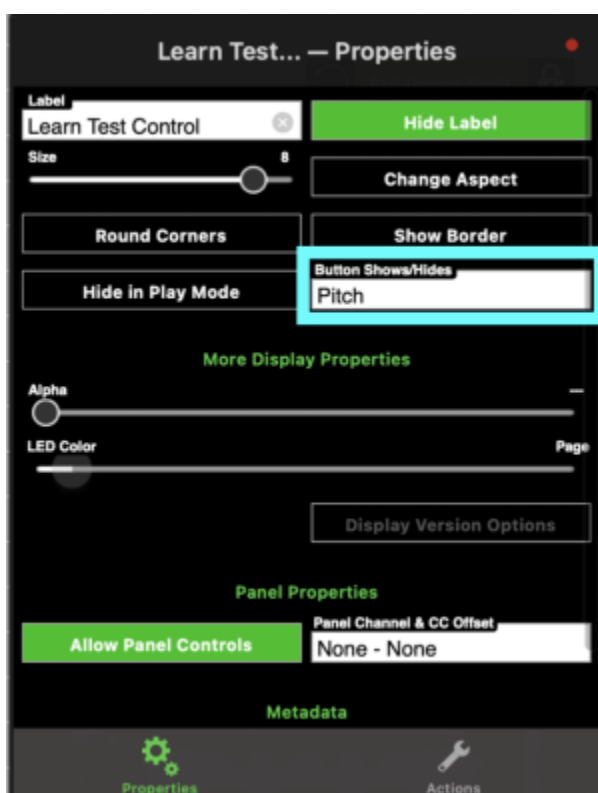 Learn Test... — Properties
Label
Learn Test Control
Hide Label
Size 8
Change Aspect
Round Corners
Show Border
Hide in Play Mode
Button Shows/Hides
Pitch
More Display Properties
Alpha —
LED Color Page
Display Version Options
Panel Properties
Allow Panel Controls
Panel Channel & CC Offset
None - None
Metadata
Properties
Actions